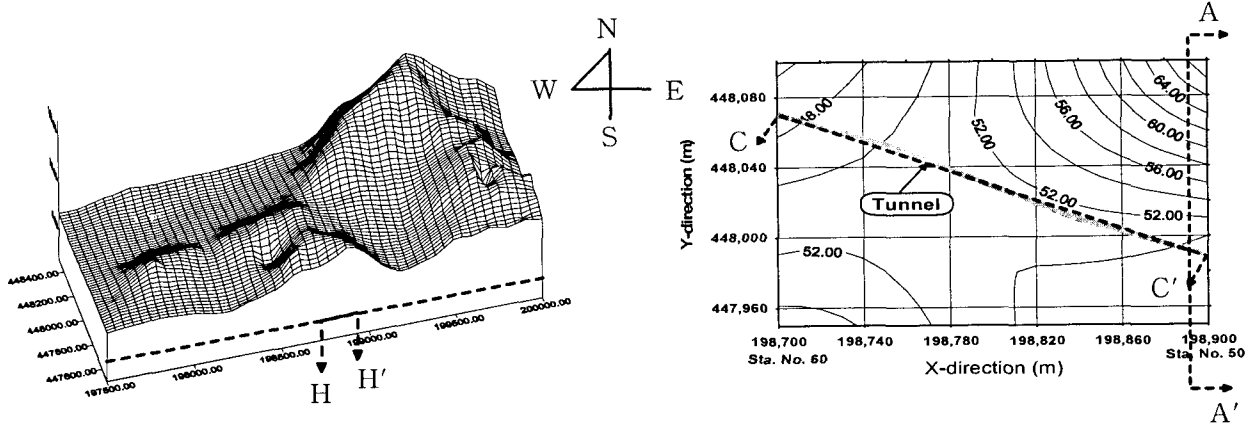 N
W E
S
448400.00
448200.00
448000.00
447800.00
447600.00
197500.00
198000.00
198500.00
199000.00
199500.00
200000.00
H
H′
A
448,080
448,040
448,000
447,960
Y-direction (m)
C
64.00
60.00
56.00
56.00
52.00
52.00
52.00
52.00
Tunnel
C′
198,700 198,740 198,780 198,820 198,860 198,900
Sta. No. 60
Sta. No. 50
X-direction (m)
A′